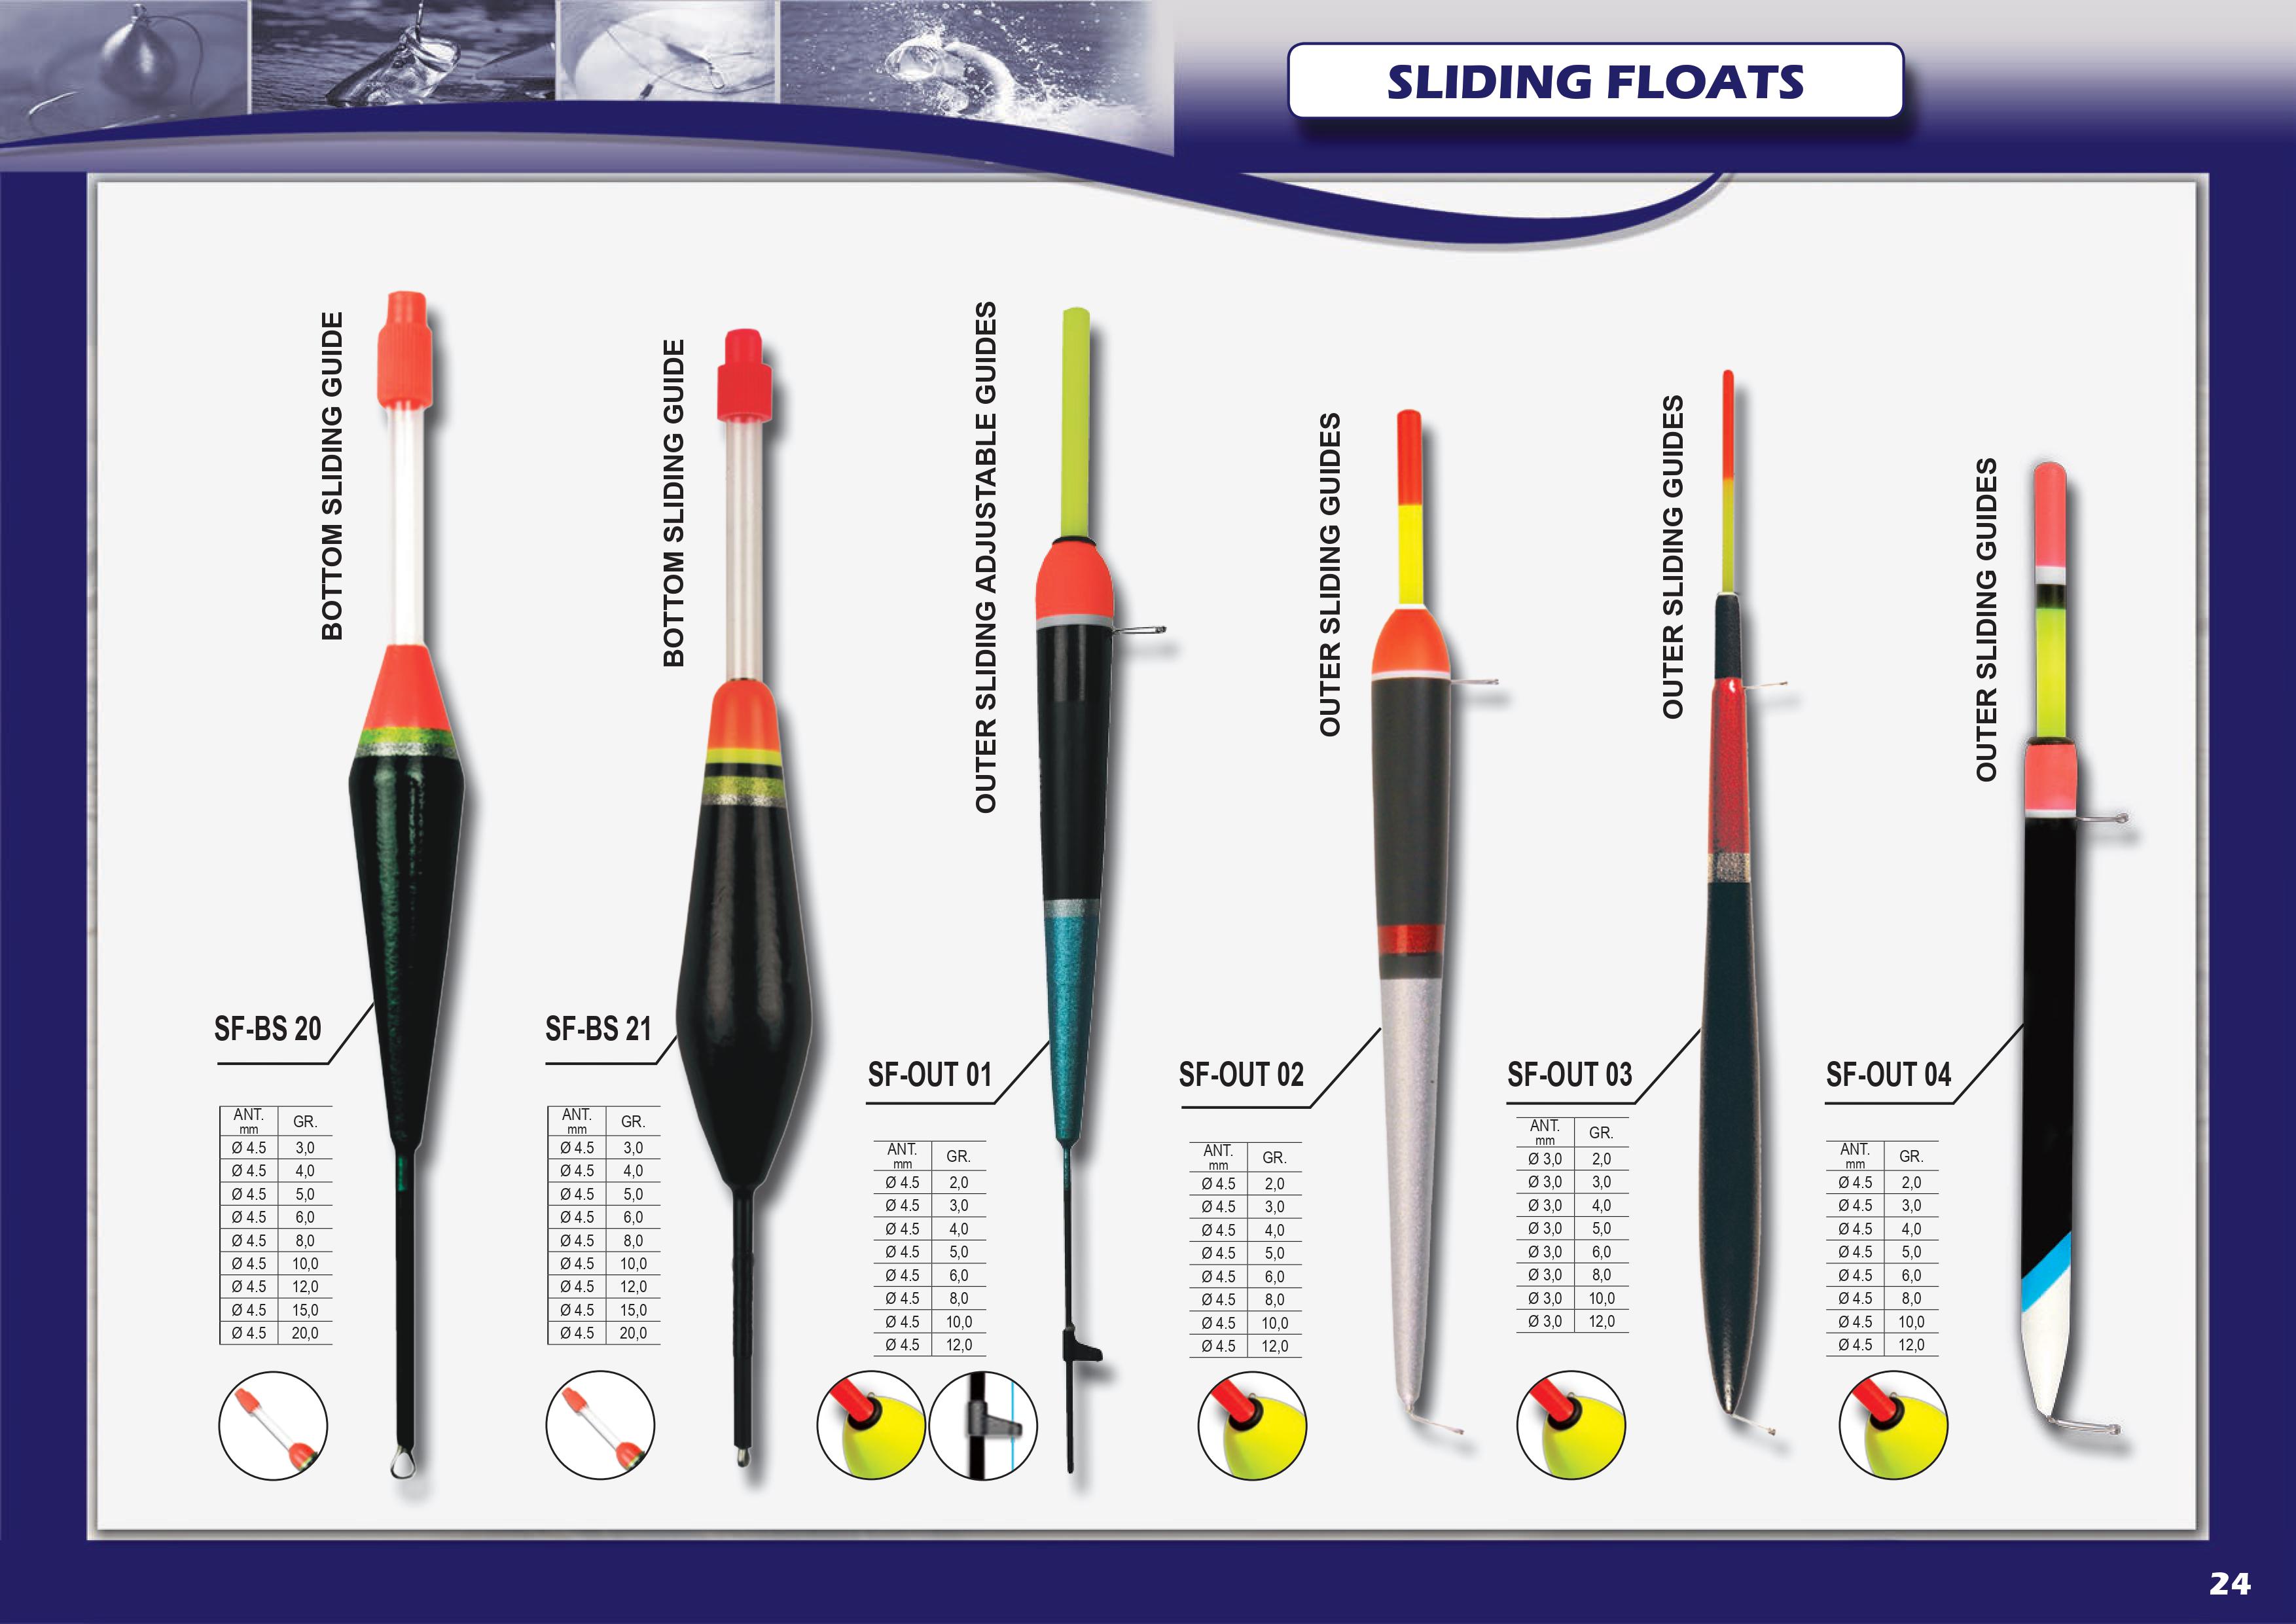 SLIDING FLOATS
BOTTOM SLIDING GUIDE
SF-BS 20
ANT. mm GR.
Ø 4.5 3,0
Ø 4.5 4,0
Ø 4.5 5,0
Ø 4.5 6,0
Ø 4.5 8,0
Ø 4.5 10,0
Ø 4.5 12,0
Ø 4.5 15,0
Ø 4.5 20,0
BOTTOM SLIDING GUIDE
SF-BS 21
ANT. mm GR.
Ø 4.5 3,0
Ø 4.5 4,0
Ø 4.5 5,0
Ø 4.5 6,0
Ø 4.5 8,0
Ø 4.5 10,0
Ø 4.5 12,0
Ø 4.5 15,0
Ø 4.5 20,0
OUTER SLIDING ADJUSTABLE GUIDES
SF-OUT 01
ANT. mm GR.
Ø 4.5 2,0
Ø 4.5 3,0
Ø 4.5 4,0
Ø 4.5 5,0
Ø 4.5 6,0
Ø 4.5 8,0
Ø 4.5 10,0
Ø 4.5 12,0
OUTER SLIDING GUIDES
SF-OUT 02
ANT. mm GR.
Ø 4.5 2,0
Ø 4.5 3,0
Ø 4.5 4,0
Ø 4.5 5,0
Ø 4.5 6,0
Ø 4.5 8,0
Ø 4.5 10,0
Ø 4.5 12,0
OUTER SLIDING GUIDES
SF-OUT 03
ANT. mm GR.
Ø 3,0 2,0
Ø 3,0 3,0
Ø 3,0 4,0
Ø 3,0 5,0
Ø 3,0 6,0
Ø 3,0 8,0
Ø 3,0 10,0
Ø 3,0 12,0
OUTER SLIDING GUIDES
SF-OUT 04
ANT. mm GR.
Ø 4.5 2,0
Ø 4.5 3,0
Ø 4.5 4,0
Ø 4.5 5,0
Ø 4.5 6,0
Ø 4.5 8,0
Ø 4.5 10,0
Ø 4.5 12,0
24